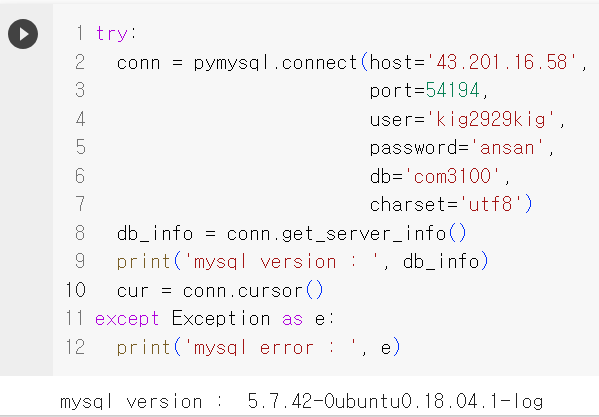 1 try:
2 conn = pymysql.connect(host='43.201.16.58',
3 port=54194,
4 user='kig2929kig',
5 password='ansan',
6 db='com3100',
7 charset='utf8')
8 db_info = conn.get_server_info()
9 print('mysql version : ', db_info)
10 cur = conn.cursor()
11 except Exception as e:
12 print('mysql error : ', e)
mysql version :  5.7.42-0ubuntu0.18.04.1-log